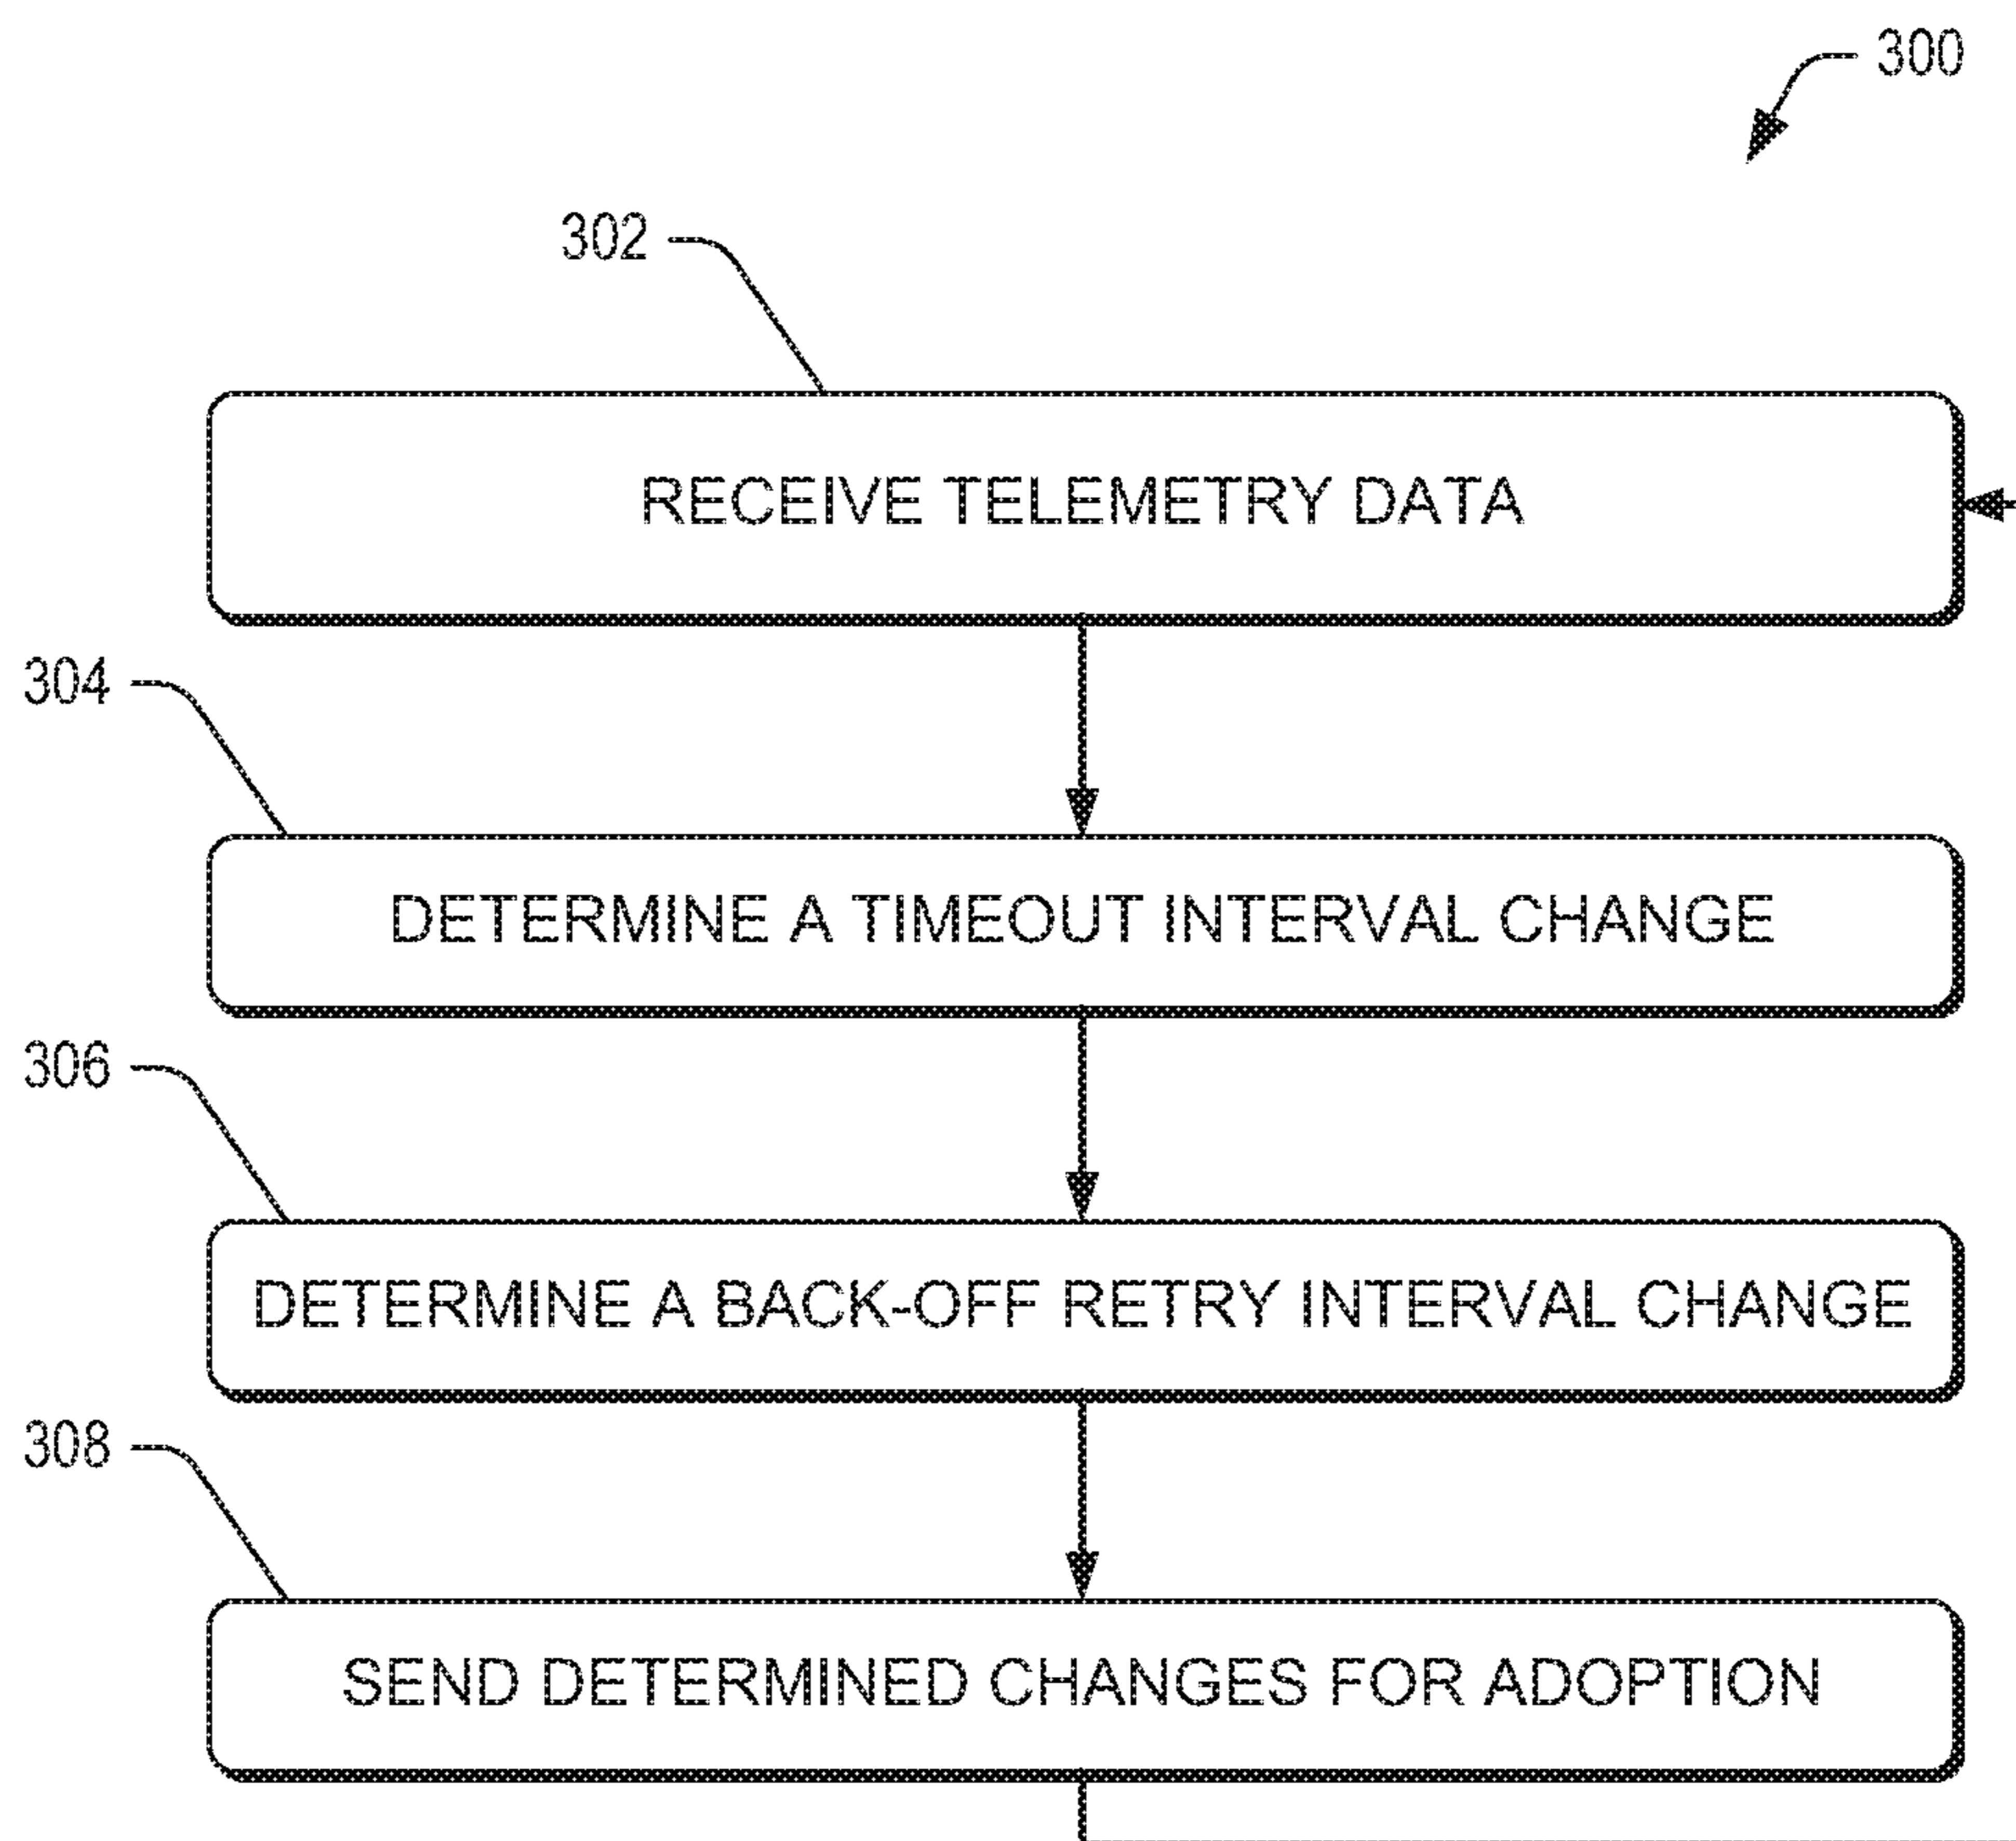 300
302
RECEIVE TELEMETRY DATA
304
DETERMINE A TIMEOUT INTERVAL CHANGE
306
DETERMINE A BACK-OFF RETRY INTERVAL CHANGE
308
SEND DETERMINED CHANGES FOR ADOPTION